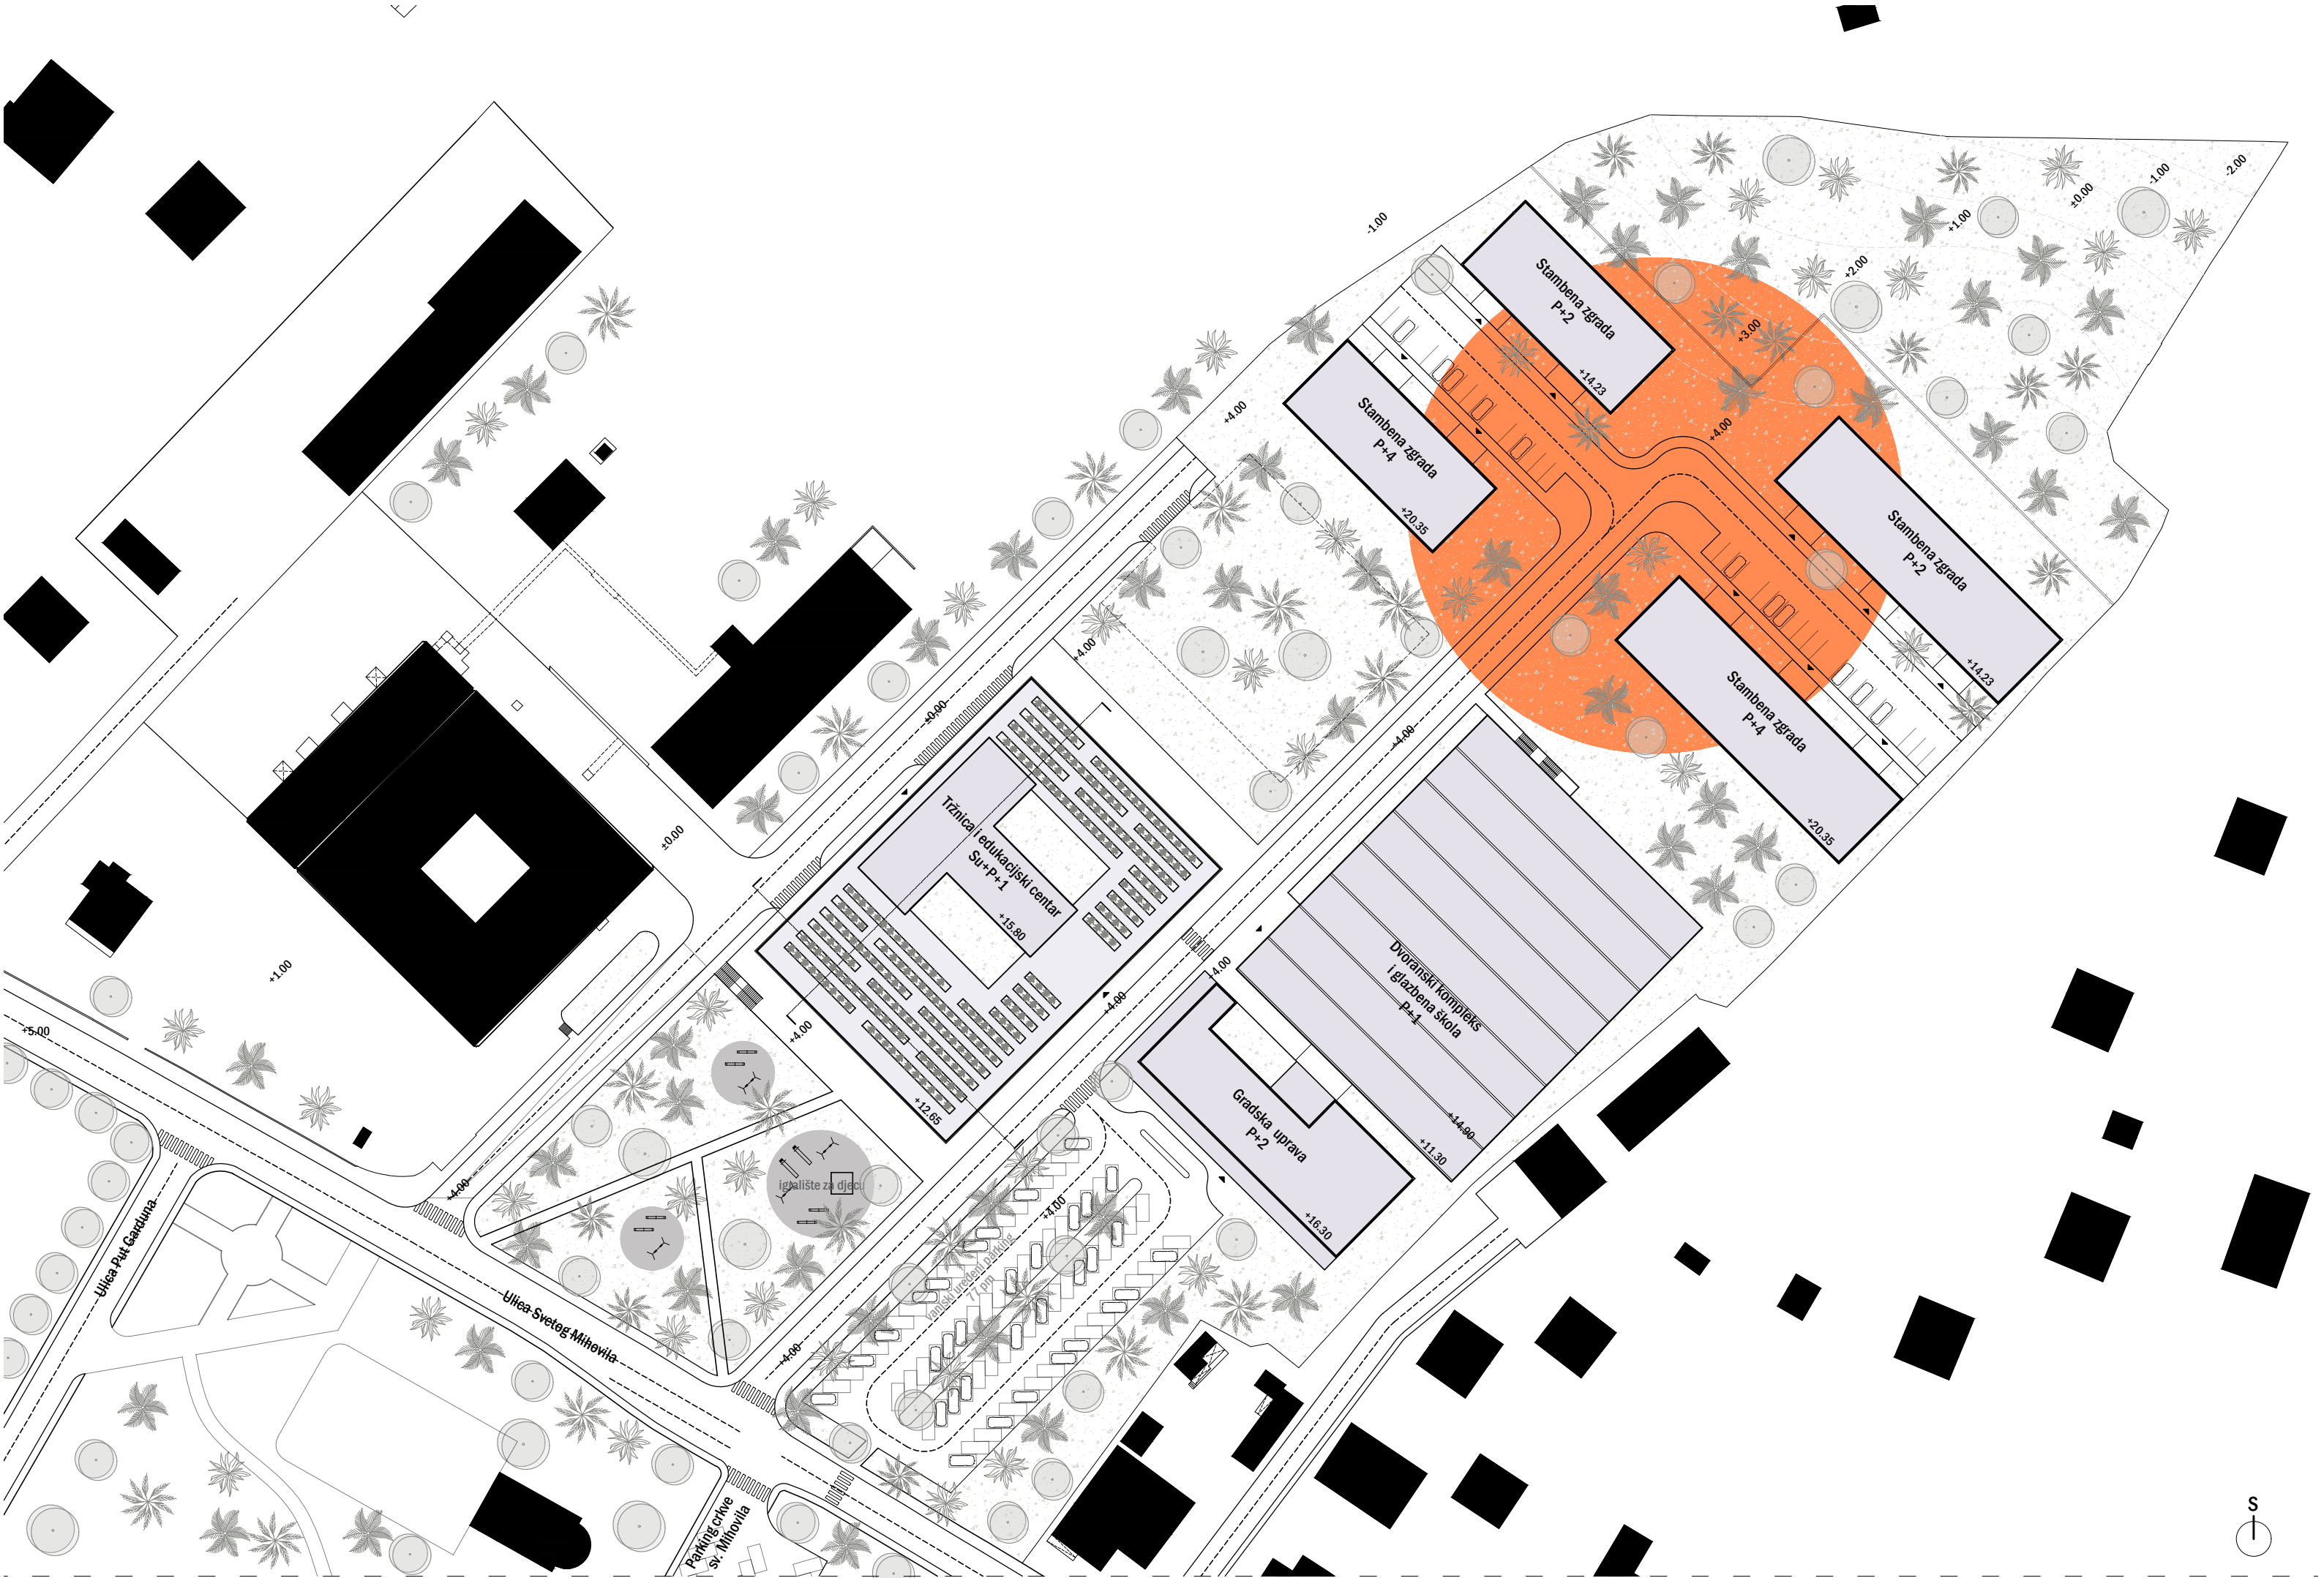 -2.00
-1.00
±0.00
+1.00
-1.00
+2.00
Stambena zgrada
P+2
+14.23
+3.00
+4.00
+4.00
Stambena zgrada
P+4
+20.35
Stambena zgrada
P+2
+14.23
Stambena zgrada
P+4
+20.35
+4.00
±0.00
+4.00
±0.00
Tržnica i edukacijski centar
Su+P+1
+15.80
+12.65
Dvoranski kompleks
i glazbena škola
P+1
+14.90
+11.30
+4.00
+4.00
+4.00
+1.00
+5.00
Gradska uprava
P+2
+16.30
igralište za djecu
+4.00
+4.00
vanjski uređeni parking
77 pm
Ulica Put Garduna
Ulica Svetog Mihovila
+4.00
Parking crkve
sv. Mihovila
S